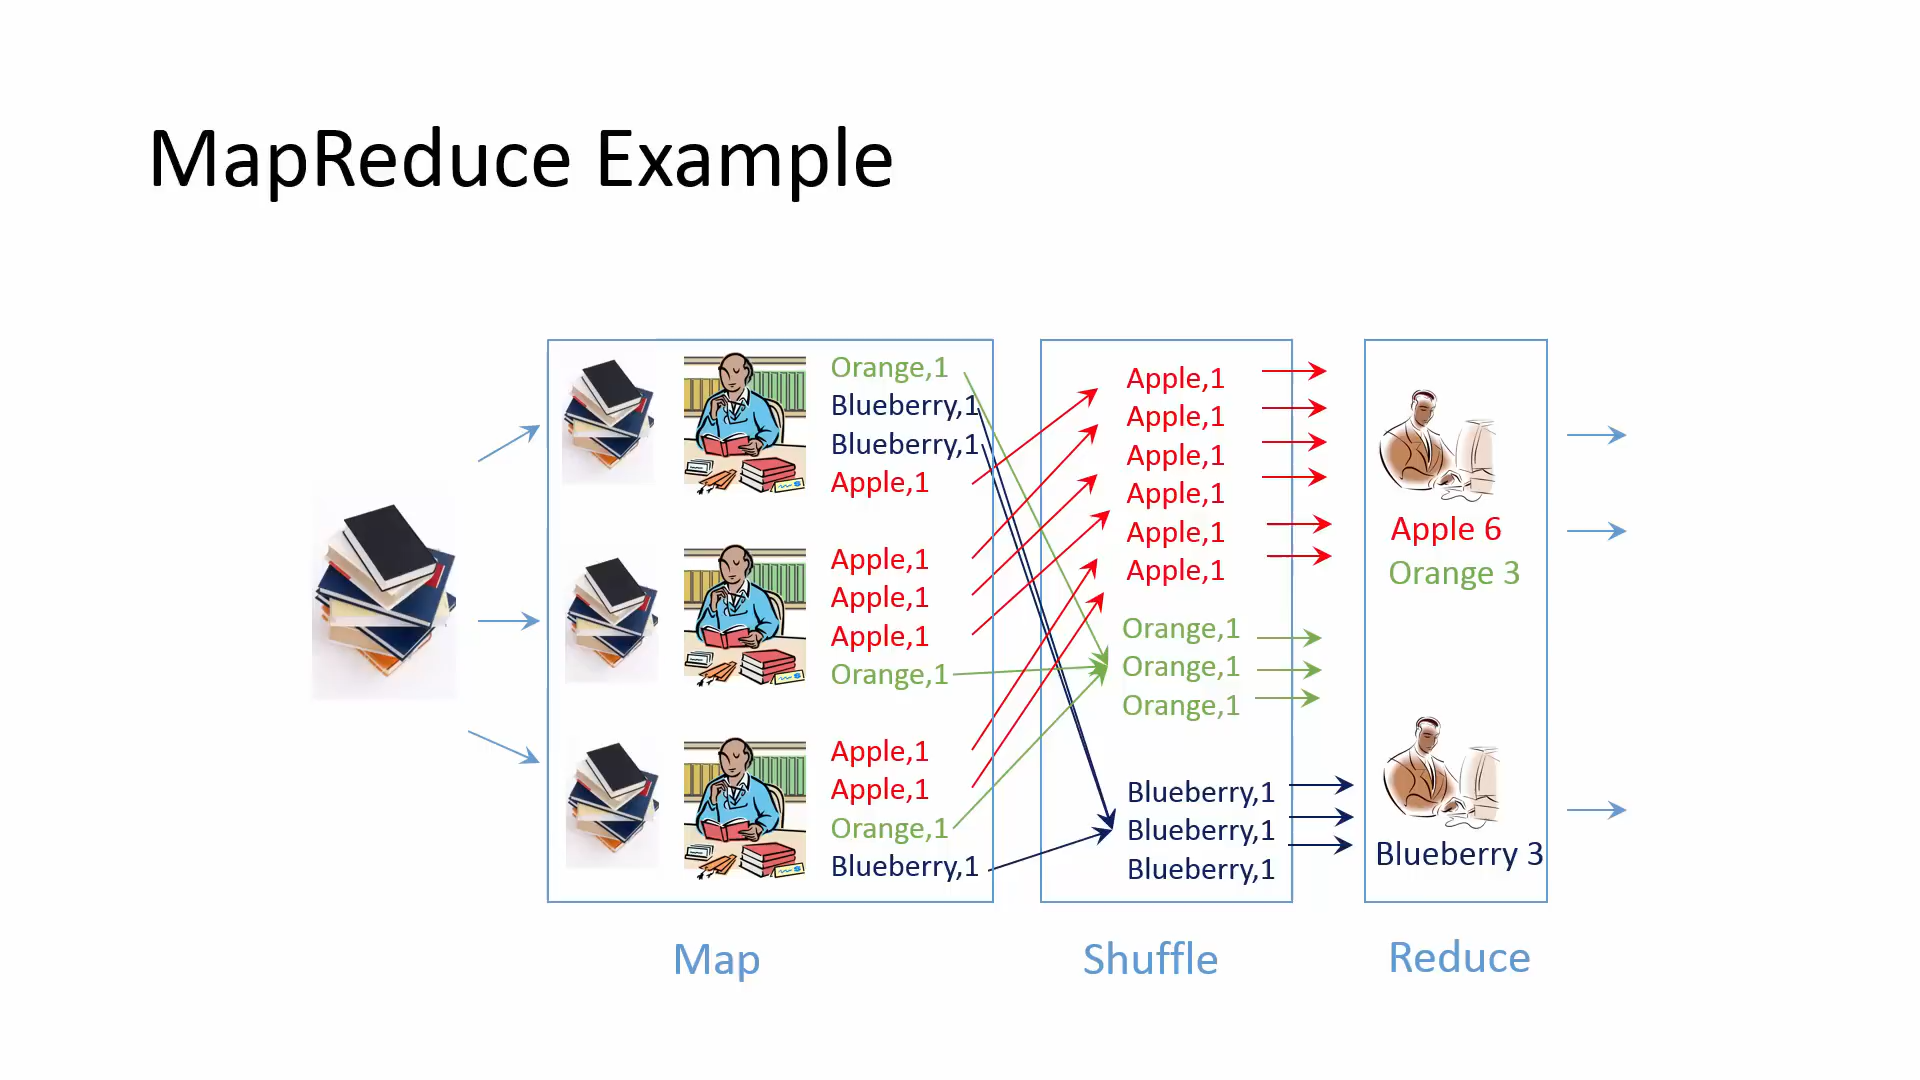 MapReduce Example
Orange,1
Blueberry,1
Blueberry,1
Apple,1
Apple,1
Apple,1
Apple,1
Orange,1
Apple,1
Apple,1
Orange,1
Blueberry,1
Map
Apple,1
Apple,1
Apple,1
Apple,1
Apple,1
Apple,1
Orange,1
Orange,1
Orange,1
Blueberry,1
Blueberry,1
Blueberry,1
Shuffle
Apple 6
Orange 3
Blueberry 3
Reduce